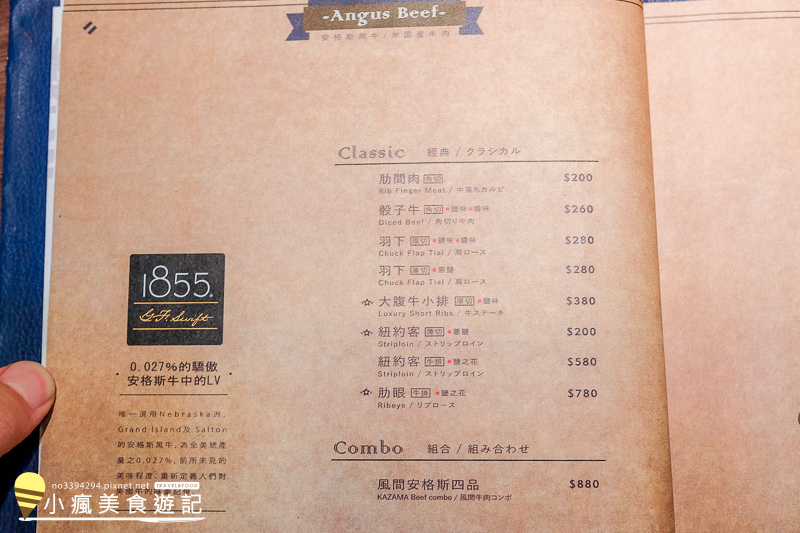 -Angus Beef-
安格斯黑牛/米国産牛肉
Classic 經典 / クラシカル
肋間肉 角切 $200
Rib Finger Meat / 中落ちカルビ
骰子牛 角切 鹽味 醬味 $260
Diced Beef / 角切り牛肉
羽下 厚切 鹽味 醬味 $280
Chuck Flap Tial / 肩ロース
羽下 薄切 蔥鹽 $280
Chuck Flap Tial / 肩ロース
大腹牛小排 厚切 鹽味 $380
Luxury Short Ribs / 牛ステーキ
紐約客 薄切 蔥鹽 $200
Striploin / ストリップロイン
紐約客 牛排 鹽之花 $580
Striploin / ストリップロイン
肋眼 牛排 鹽之花 $780
Ribeye / リブロース
Combo 組合 / 組み合わせ
風間安格斯四品 $880
KAZAMA Beef combo / 風間牛肉コンボ
1855.
G.F. Swift
0.027%的驕傲
安格斯牛中的LV
唯一選用Nebraska洲,
Grand Island及 Salton
的安格斯黑牛,為全美總產
量之0.027%,前所未見的
美味程度,重新定義人們對
美國牛的味蕾記憶
no3394294.pixnet.net TRAVEL&FOOD
小瘋美食遊記